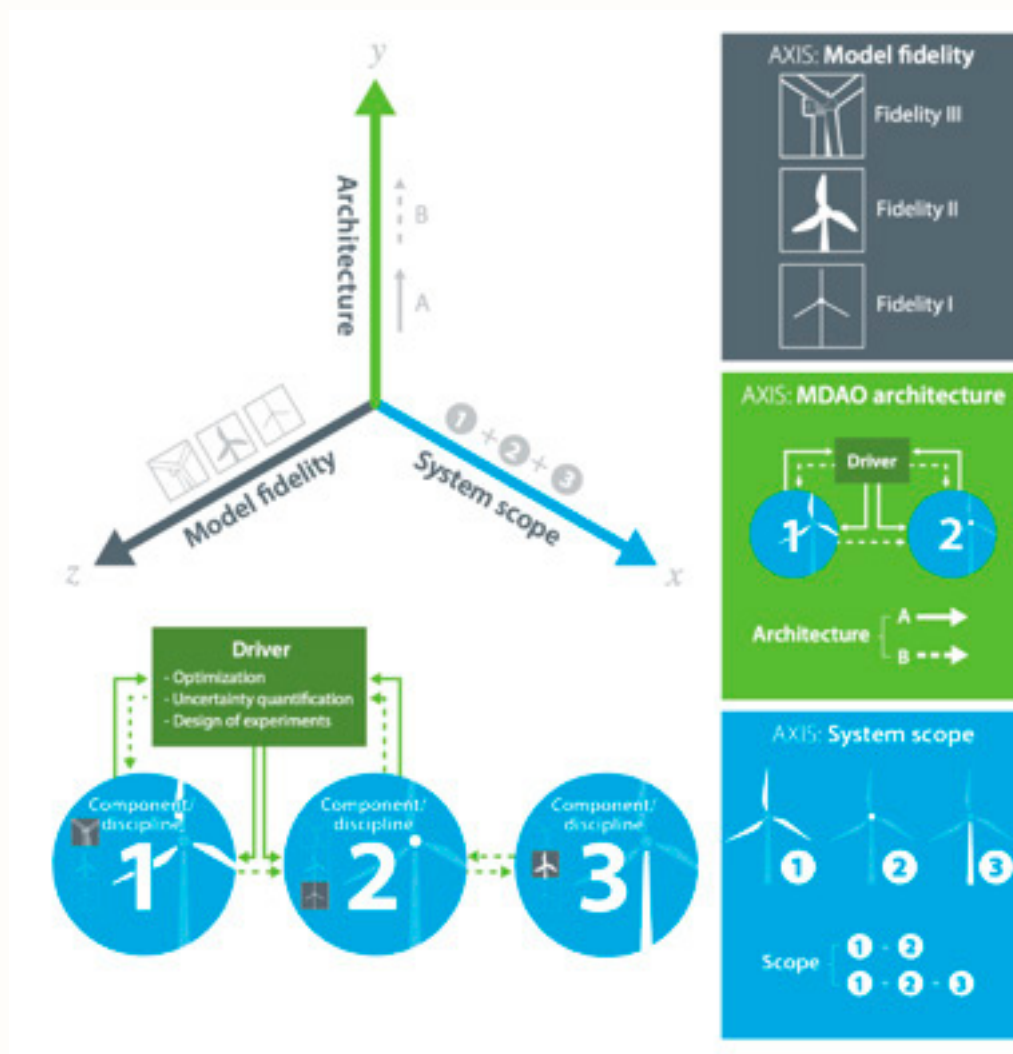 y
Architecture
B
A
1 + 2 + 3
System scope
Model fidelity
z
x
Driver
- Optimization
- Uncertainty quantification
- Design of experiments
Component/
discipline
1
Component/
discipline
2
Component/
discipline
3
AXIS: Model fidelity
Fidelity III
Fidelity II
Fidelity I
AXIS: MDAO architecture
Driver
1
2
Architecture
A
B
AXIS: System scope
1
2
3
Scope
1 - 2
1 - 2 - 3